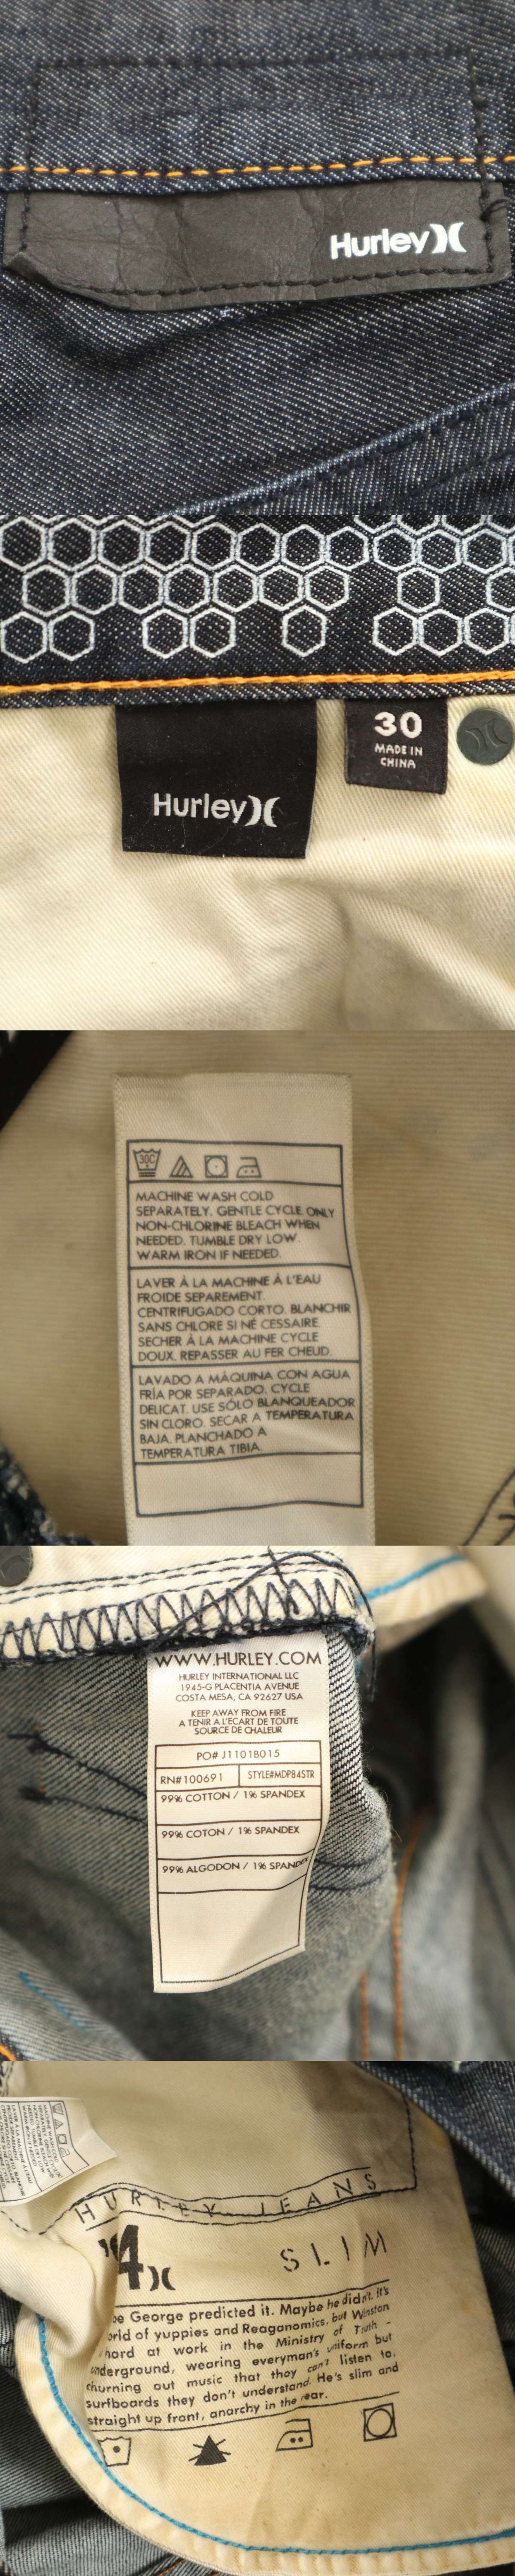 Hurley
Hurley
30
MADE IN
CHINA
30C
MACHINE WASH COLD
SEPARATELY. GENTLE CYCLE. ONLY
NON-CHLORINE BLEACH WHEN
NEEDED. TUMBLE DRY LOW.
WARM IRON IF NEEDED.
LAVER À LA MACHINE À L'EAU
FROIDE SEPAREMENT
CENTRIFUGADO CORTO. BLANCHIR
SANS CHLORE SI NÉ CESSAIRE.
SECHER À LA MACHINE CYCLE
DOUX. REPASSER AU FER CHEUD.
LAVADO A MÁQUINA CON AGUA
FRÍA POR SEPARADO. CYCLE
DELICAT. USE SÓLO BLANQUEADOR
SIN CLORO. SECAR A TEMPERATURA
BAJA. PLANCHADO A
TEMPERATURA TIBIA.
WWW.HURLEY.COM
HURLEY INTERNATIONAL LLC
1945-G PLACENTIA AVENUE
COSTA MESA, CA 92627 USA
KEEP AWAY FROM FIRE
A TENIR A L'ECART DE TOUTE
SOURCE DE CHALEUR
PO# J1101B015
RN#100691 STYLE#MDP84STR
99% COTTON / 1% SPANDEX
99% COTON / 1% SPANDEX
99% ALGODON / 1% SPANDEX
HURLEY JEANS
'84 SLIM
George predicted it. Maybe he didn't. It's
of yuppies and Reaganomics, but Winston
hard at work in the Ministry of Truth -
underground, wearing everyman's uniform but
churning out music that they can't listen to,
surfboards they don't understand. He's slim and
straight up front, anarchy in the rear.